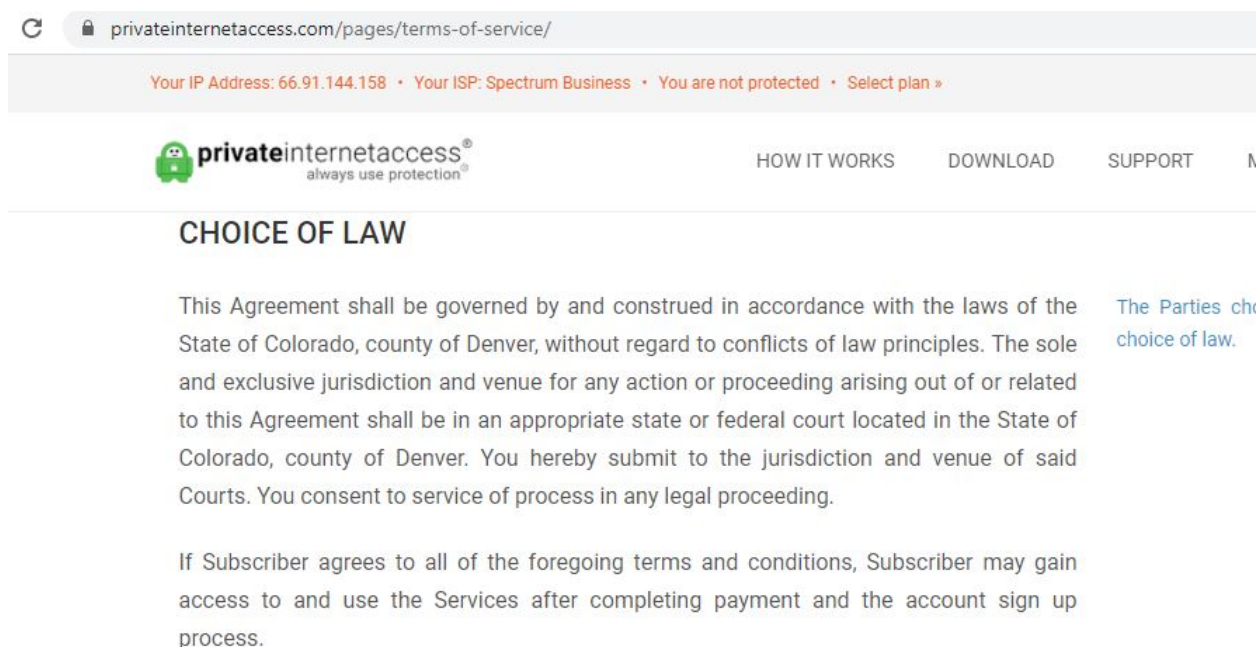 privateinternetaccess.com/pages/terms-of-service/
Your IP Address: 66.91.144.158 • Your ISP: Spectrum Business • You are not protected • Select plan »
privateinternetaccess®
always use protection®
HOW IT WORKS DOWNLOAD SUPPORT
CHOICE OF LAW
This Agreement shall be governed by and construed in accordance with the laws of the
State of Colorado, county of Denver, without regard to conflicts of law principles. The sole
and exclusive jurisdiction and venue for any action or proceeding arising out of or related
to this Agreement shall be in an appropriate state or federal court located in the State of
Colorado, county of Denver. You hereby submit to the jurisdiction and venue of said
Courts. You consent to service of process in any legal proceeding.
If Subscriber agrees to all of the foregoing terms and conditions, Subscriber may gain
access to and use the Services after completing payment and the account sign up
process.
The Parties
choice of law.